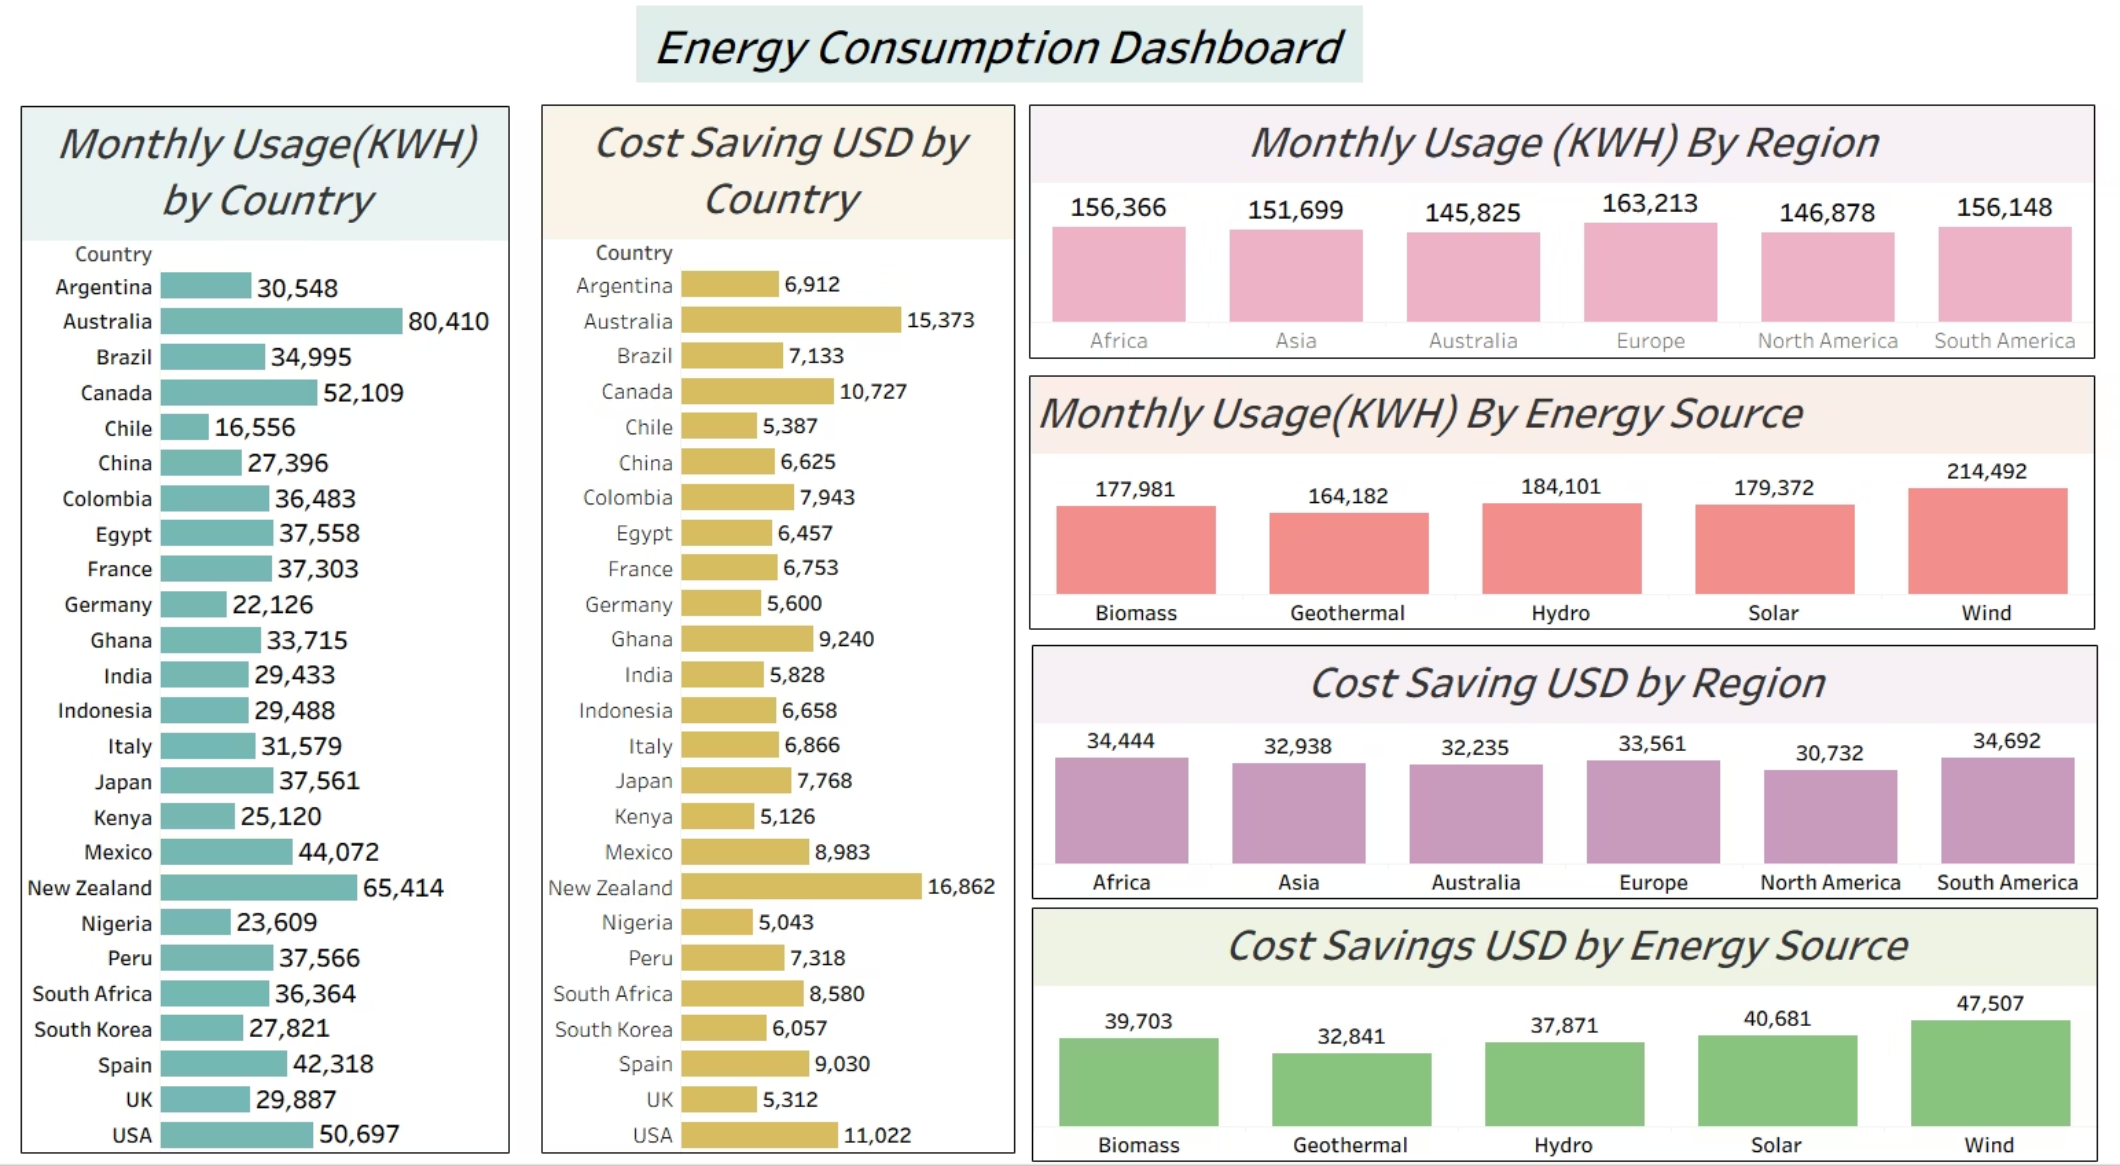 Energy Consumption Dashboard
Monthly Usage(KWH)
by Country
Country
Argentina 30,548
Australia 80,410
Brazil 34,995
Canada 52,109
Chile 16,556
China 27,396
Colombia 36,483
Egypt 37,558
France 37,303
Germany 22,126
Ghana 33,715
India 29,433
Indonesia 29,488
Italy 31,579
Japan 37,561
Kenya 25,120
Mexico 44,072
New Zealand 65,414
Nigeria 23,609
Peru 37,566
South Africa 36,364
South Korea 27,821
Spain 42,318
UK 29,887
USA 50,697
Cost Saving USD by
Country
Country
Argentina 6,912
Australia 15,373
Brazil 7,133
Canada 10,727
Chile 5,387
China 6,625
Colombia 7,943
Egypt 6,457
France 6,753
Germany 5,600
Ghana 9,240
India 5,828
Indonesia 6,658
Italy 6,866
Japan 7,768
Kenya 5,126
Mexico 8,983
New Zealand 16,862
Nigeria 5,043
Peru 7,318
South Africa 8,580
South Korea 6,057
Spain 9,030
UK 5,312
USA 11,022
Monthly Usage (KWH) By Region
156,366 151,699 145,825 163,213 146,878 156,148
Africa Asia Australia Europe North America South America
Monthly Usage(KWH) By Energy Source
177,981 164,182 184,101 179,372 214,492
Biomass Geothermal Hydro Solar Wind
Cost Saving USD by Region
34,444 32,938 32,235 33,561 30,732 34,692
Africa Asia Australia Europe North America South America
Cost Savings USD by Energy Source
39,703 32,841 37,871 40,681 47,507
Biomass Geothermal Hydro Solar Wind